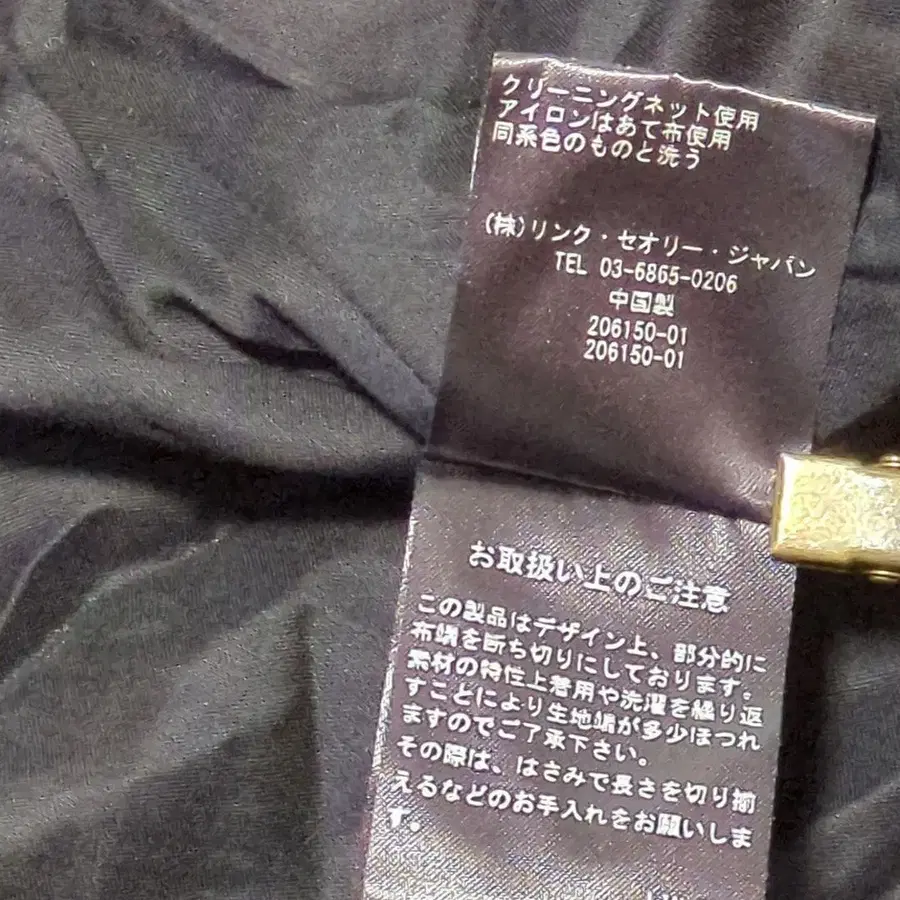 クリーニングネット使用
アイロンはあて布使用
同系色のものと洗う
(株)リンク・セオリー・ジャパン
TEL 03-6865-0206
中国製
206150-01
206150-01
お取扱い上のご注意
この製品はデザイン上、部分的に
布端を断ち切りにしております。
素材の特性上着用や洗濯を繰り返
すことにより生地端が多少ほつれ
ますのでご了承下さい。
その際は、はさみで長さを切り揃
えるなどのお手入れをお願いしま
す。